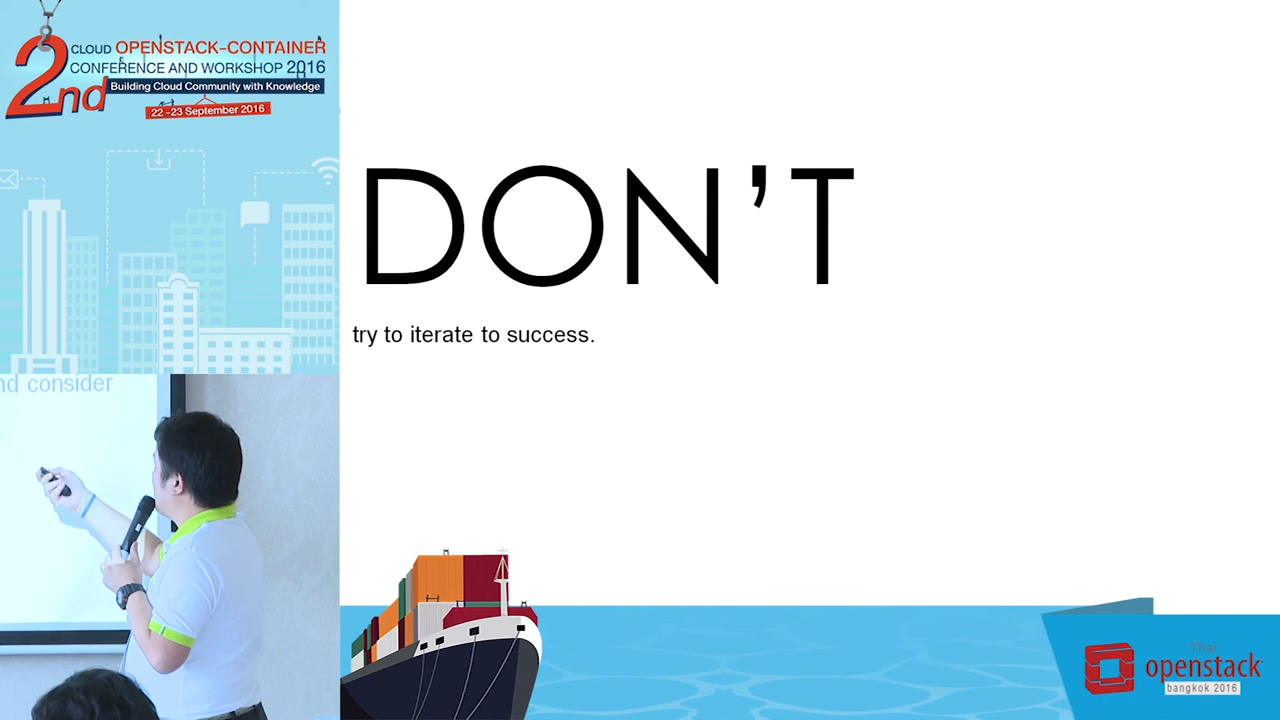 2nd
CLOUD OPENSTACK-CONTAINER
CONFERENCE AND WORKSHOP 2016
Building Cloud Community with Knowledge
22 -23 September 2016
DON'T
try to iterate to success.
nd consider
Thai
openstack
bangkok 2016